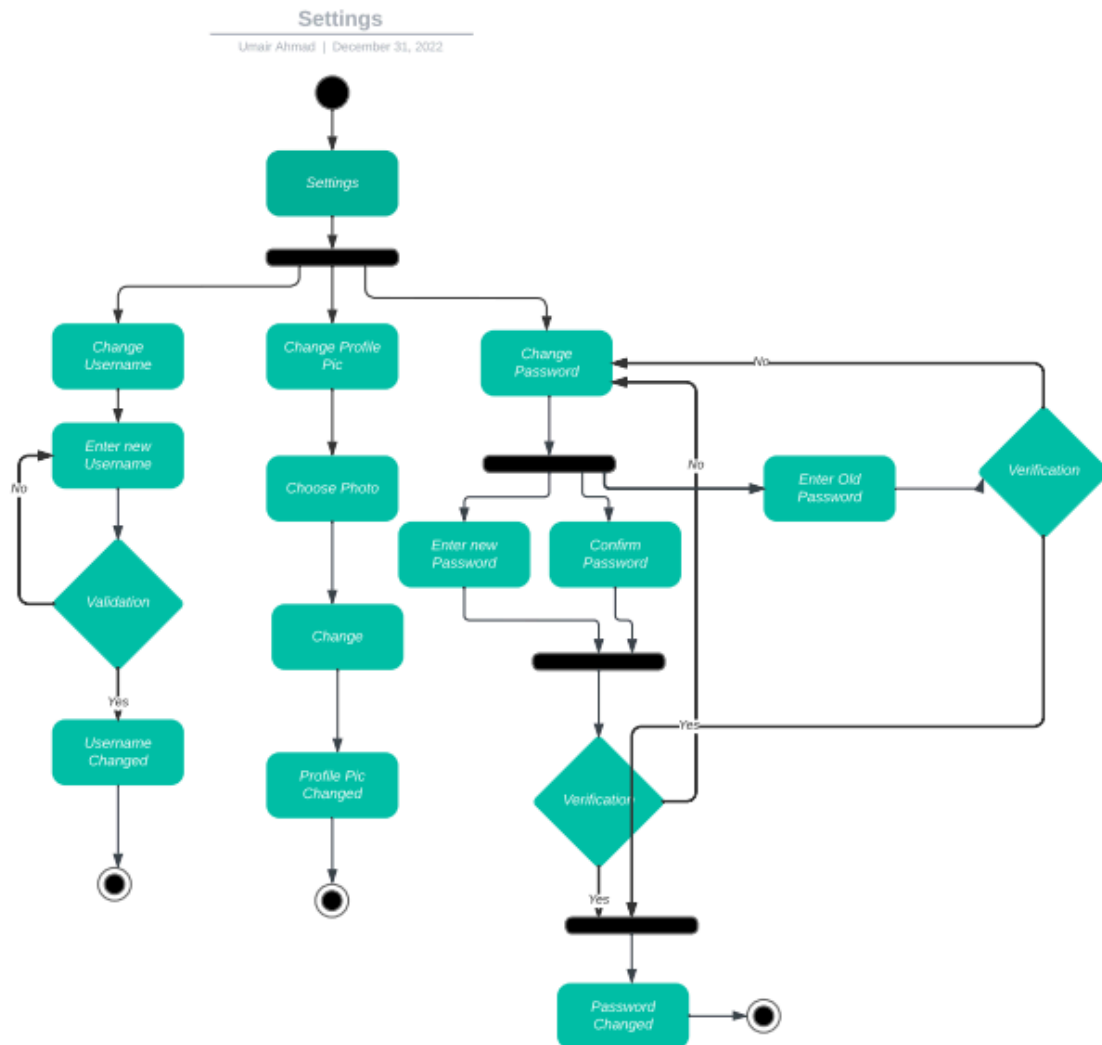 Settings
Umair Ahmad | December 31, 2022
Settings
Change
Username
Change Profile
Pic
Change
Password
No
Enter new
Username
No
Choose Photo
No
Enter Old
Password
Verification
Enter new
Password
Confirm
Password
Validation
Change
Yes
Username
Changed
Yes
Profile Pic
Changed
Verification
Yes
Password
Changed